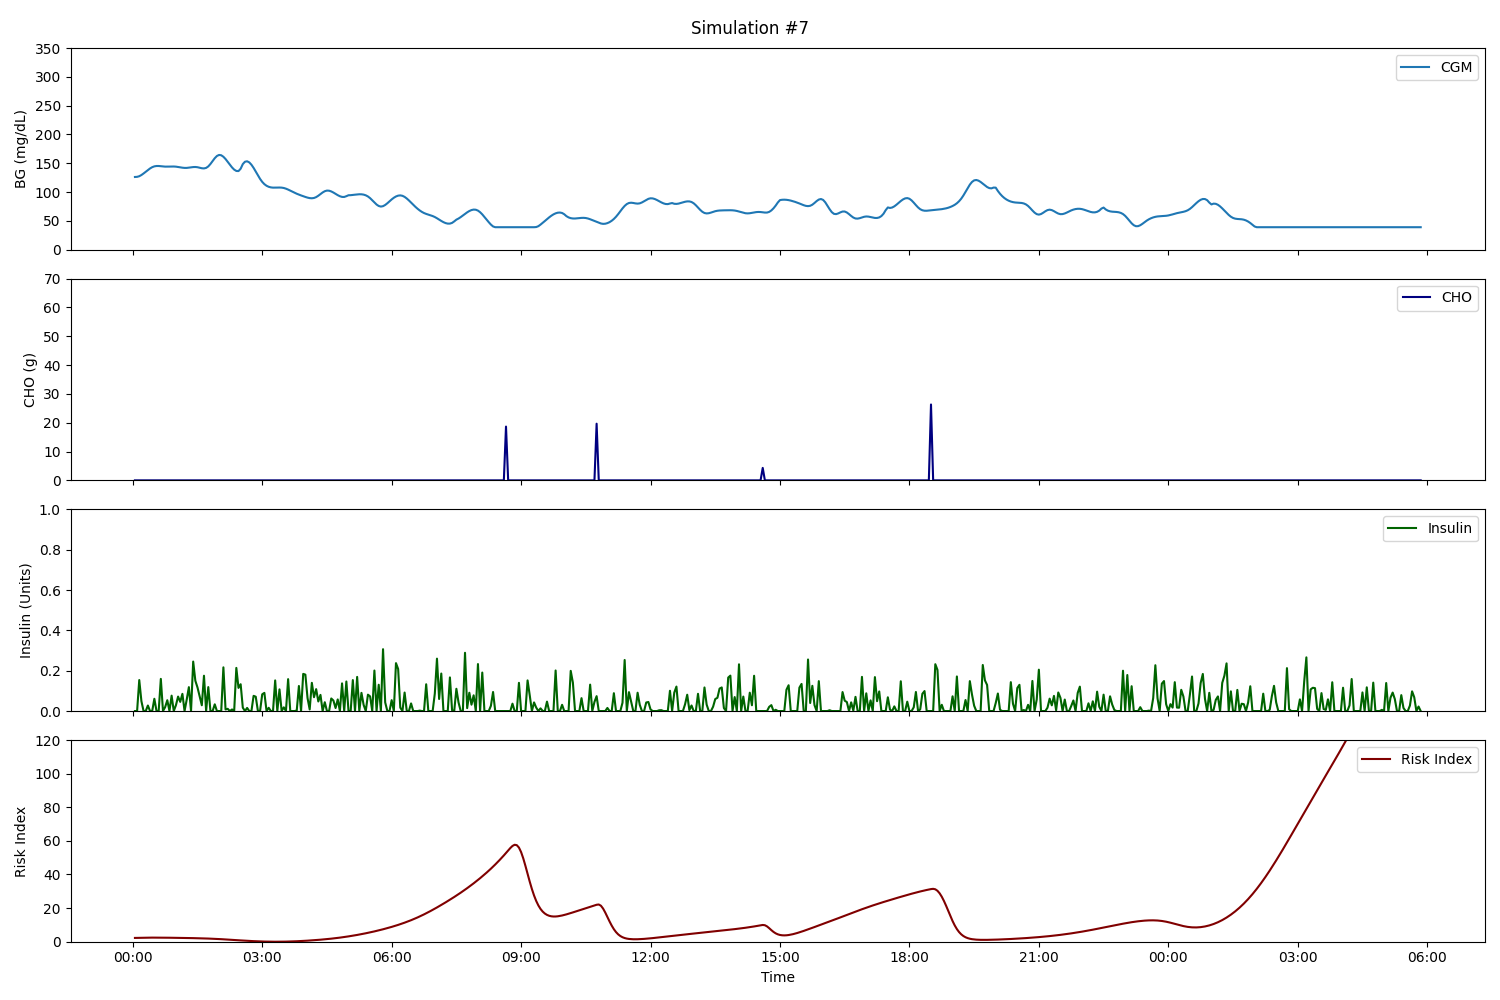 Simulation #7
350
300
250
200
150
100
50
0
BG (mg/dL)
CGM
70
60
50
40
30
20
10
0
CHO (g)
CHO
1.0
0.8
0.6
0.4
0.2
0.0
Insulin (Units)
Insulin
120
100
80
60
40
20
0
Risk Index
Risk Index
00:00 03:00 06:00 09:00 12:00 15:00 18:00 21:00 00:00 03:00 06:00
Time